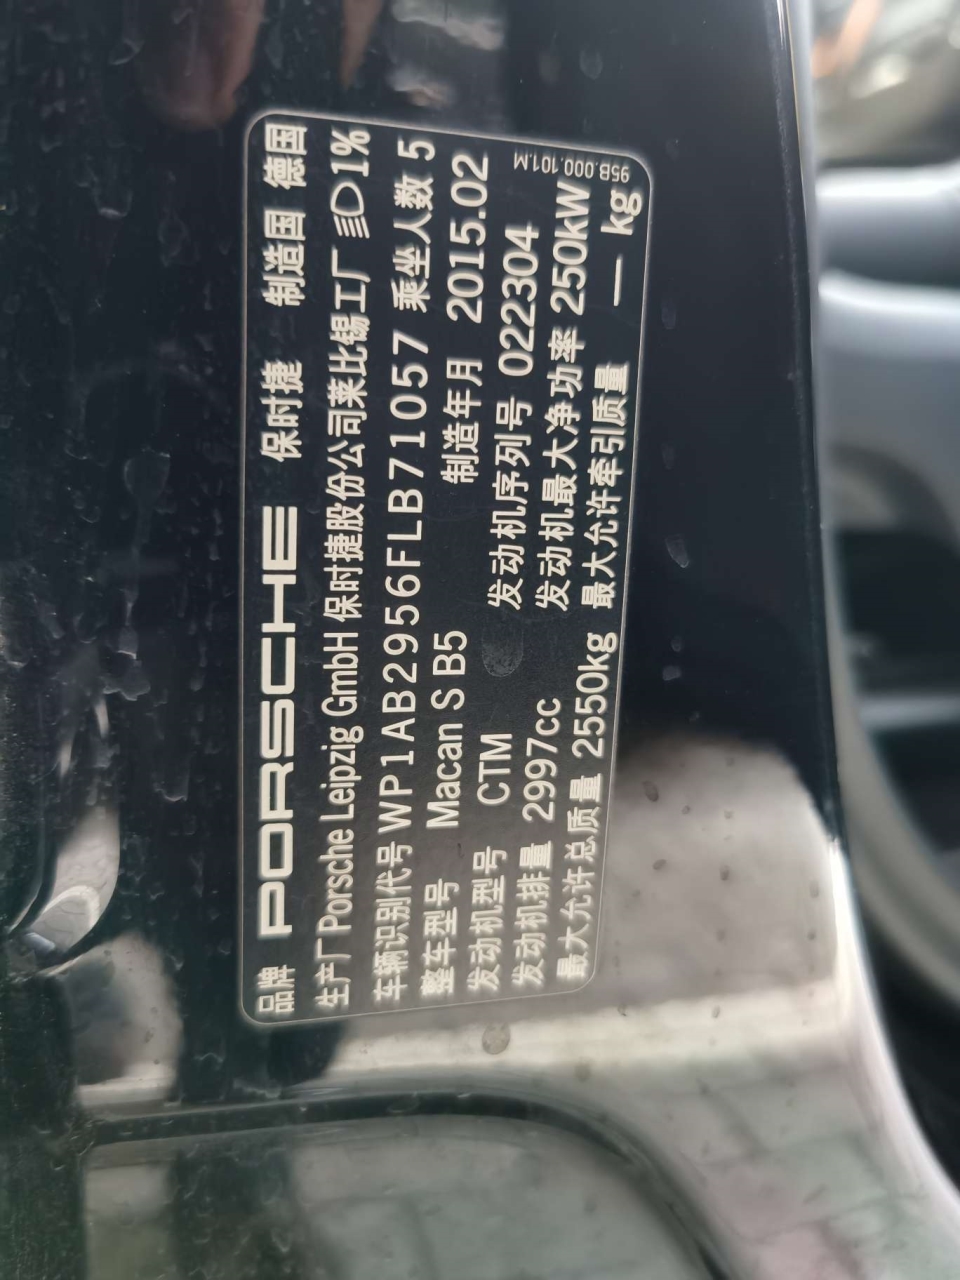 品牌 PORSCHE 保时捷 制造国 德国
生产厂 Porsche Leipzig GmbH 保时捷股份公司莱比锡工厂 1%
车辆识别代号 WP1AB2956FLB71057 乘坐人数 5
整车型号 Macan S B5 制造年月 2015.02
发动机型号 CTM 发动机序列号 022304
发动机排量 2997cc 发动机最大净功率 250kW
最大允许总质量 2550kg 最大允许牵引质量 — kg
95B.000.101.M